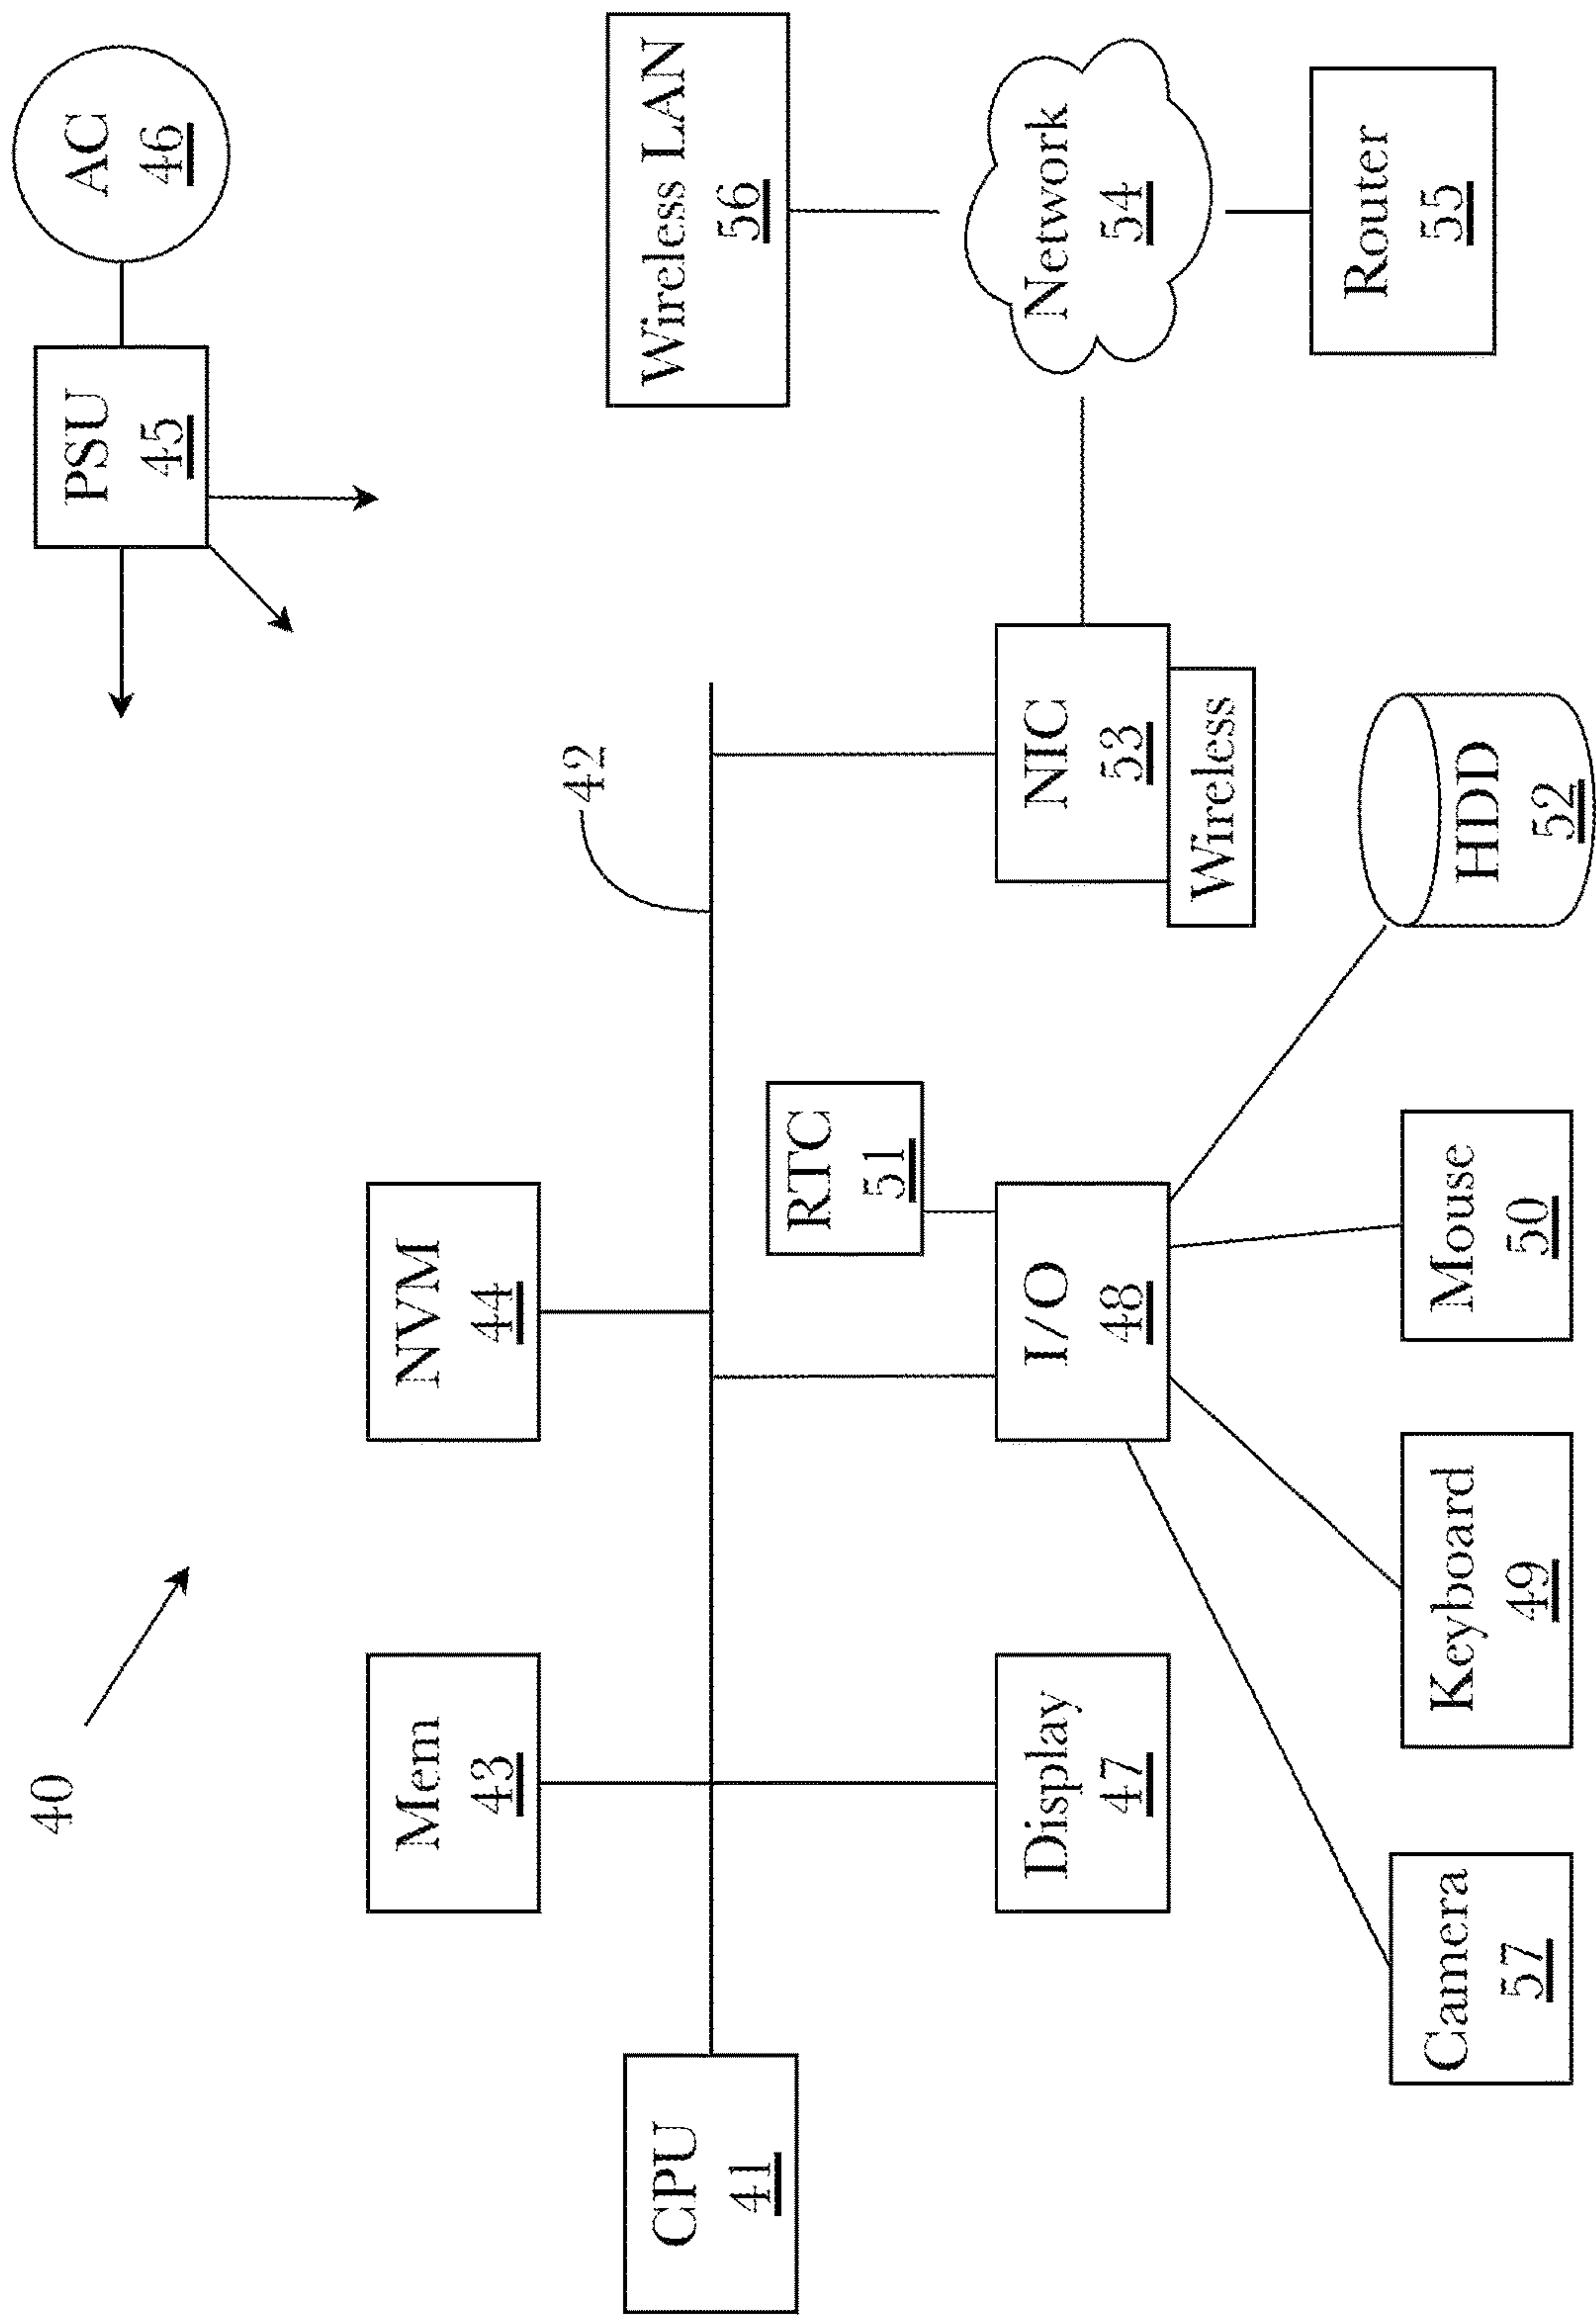 40
AC
46
PSU
45
Mem
43
NVM
44
42
Wireless LAN
56
CPU
41
RTC
51
Display
47
I/O
48
NIC
53
Wireless
Network
54
Router
55
Camera
57
Keyboard
49
Mouse
50
HDD
52